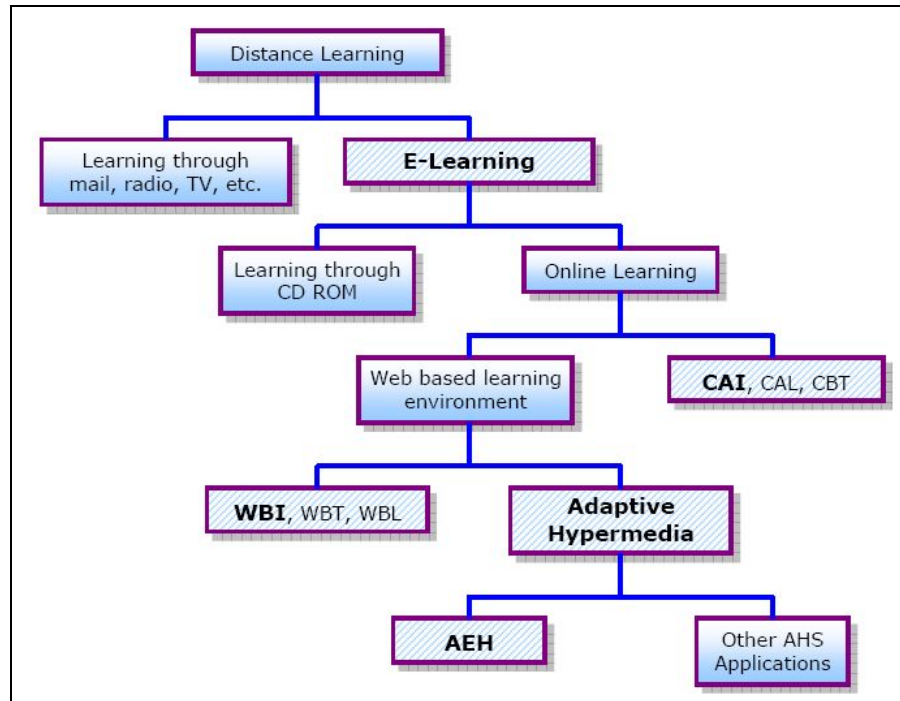 Distance Learning
Learning through
mail, radio, TV, etc.
E-Learning
Learning through
CD ROM
Online Learning
Web based learning
environment
CAI, CAL, CBT
WBI, WBT, WBL
Adaptive
Hypermedia
AEH
Other AHS
Applications